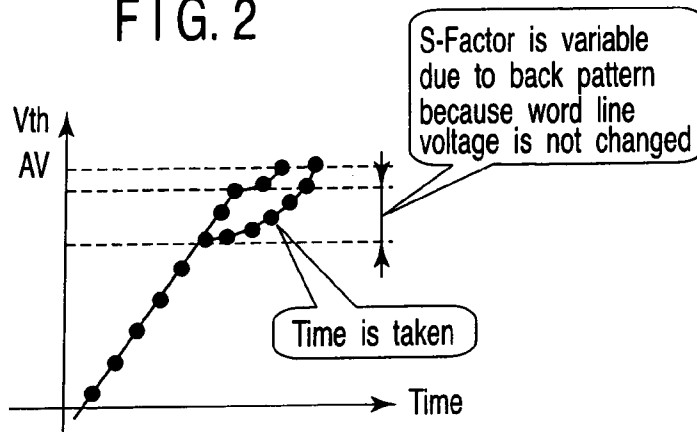 FIG. 2
S-Factor is variable
due to back pattern
because word line
voltage is not changed
Vth
AV
Time is taken
Time